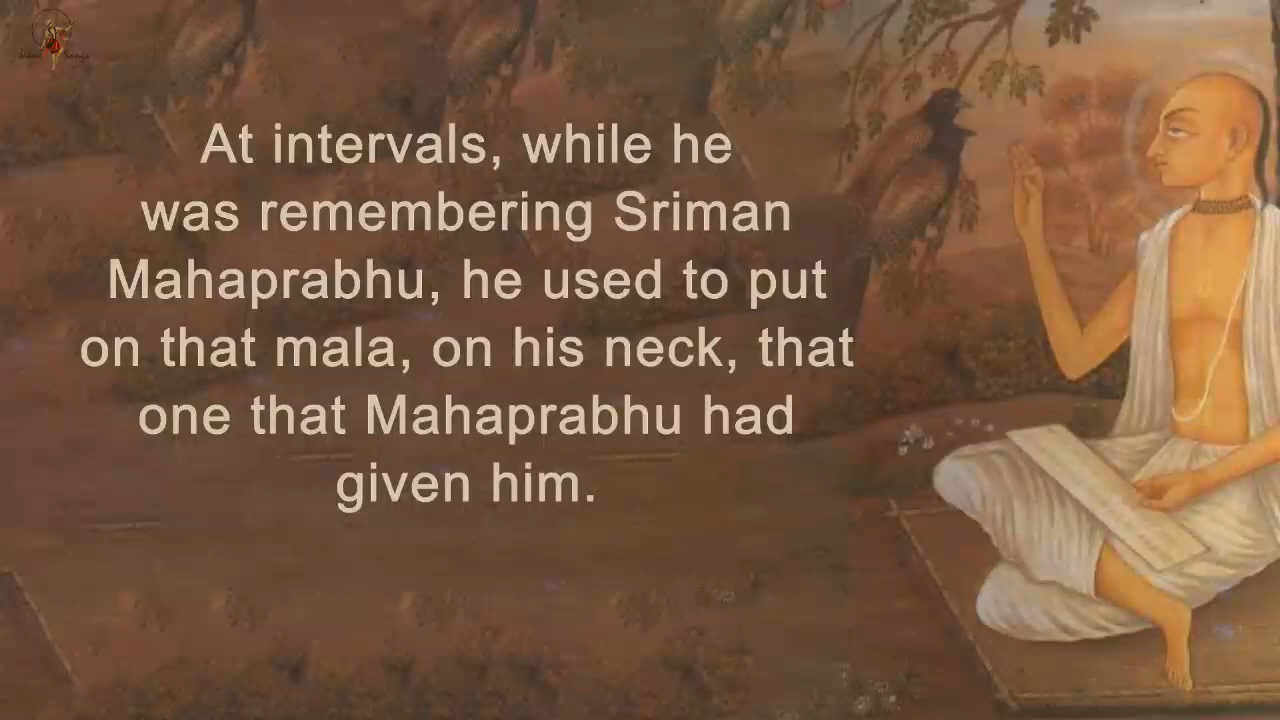 At intervals, while he
was remembering Sriman
Mahaprabhu, he used to put
on that mala, on his neck, that
one that Mahaprabhu had
given him.